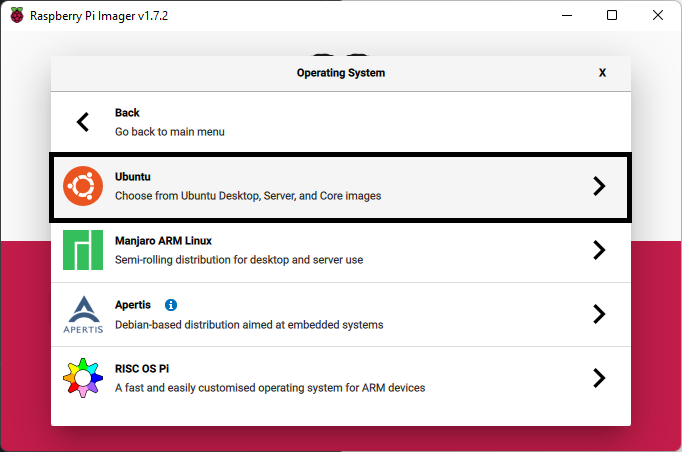 Raspberry Pi Imager v1.7.2
Operating System
X
Back
Go back to main menu
Ubuntu
Choose from Ubuntu Desktop, Server, and Core images
Manjaro ARM Linux
Semi-rolling distribution for desktop and server use
APERTIS
Apertis
Debian-based distribution aimed at embedded systems
RISC OS Pi
A fast and easily customised operating system for ARM devices